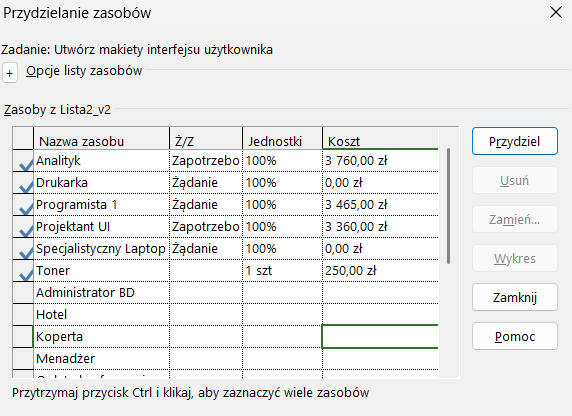 Przydzielanie zasobów
Zadanie: Utwórz makiety interfejsu użytkownika
+ Opcje listy zasobów
Zasoby z Lista2_v2
Nazwa zasobu Ż/Z Jednostki Koszt
Analityk Zapotrzebo 100% 3 760,00 zł
Drukarka Żądanie 100% 0,00 zł
Programista 1 Żądanie 100% 3 465,00 zł
Projektant UI Zapotrzebo 100% 3 360,00 zł
Specjalistyczny Laptop Żądanie 100% 0,00 zł
Toner 1 szt 250,00 zł
Administrator BD
Hotel
Koperta
Menadżer
Przydziel
Usuń
Zamień...
Wykres
Zamknij
Pomoc
Przytrzymaj przycisk Ctrl i klikaj, aby zaznaczyć wiele zasobów